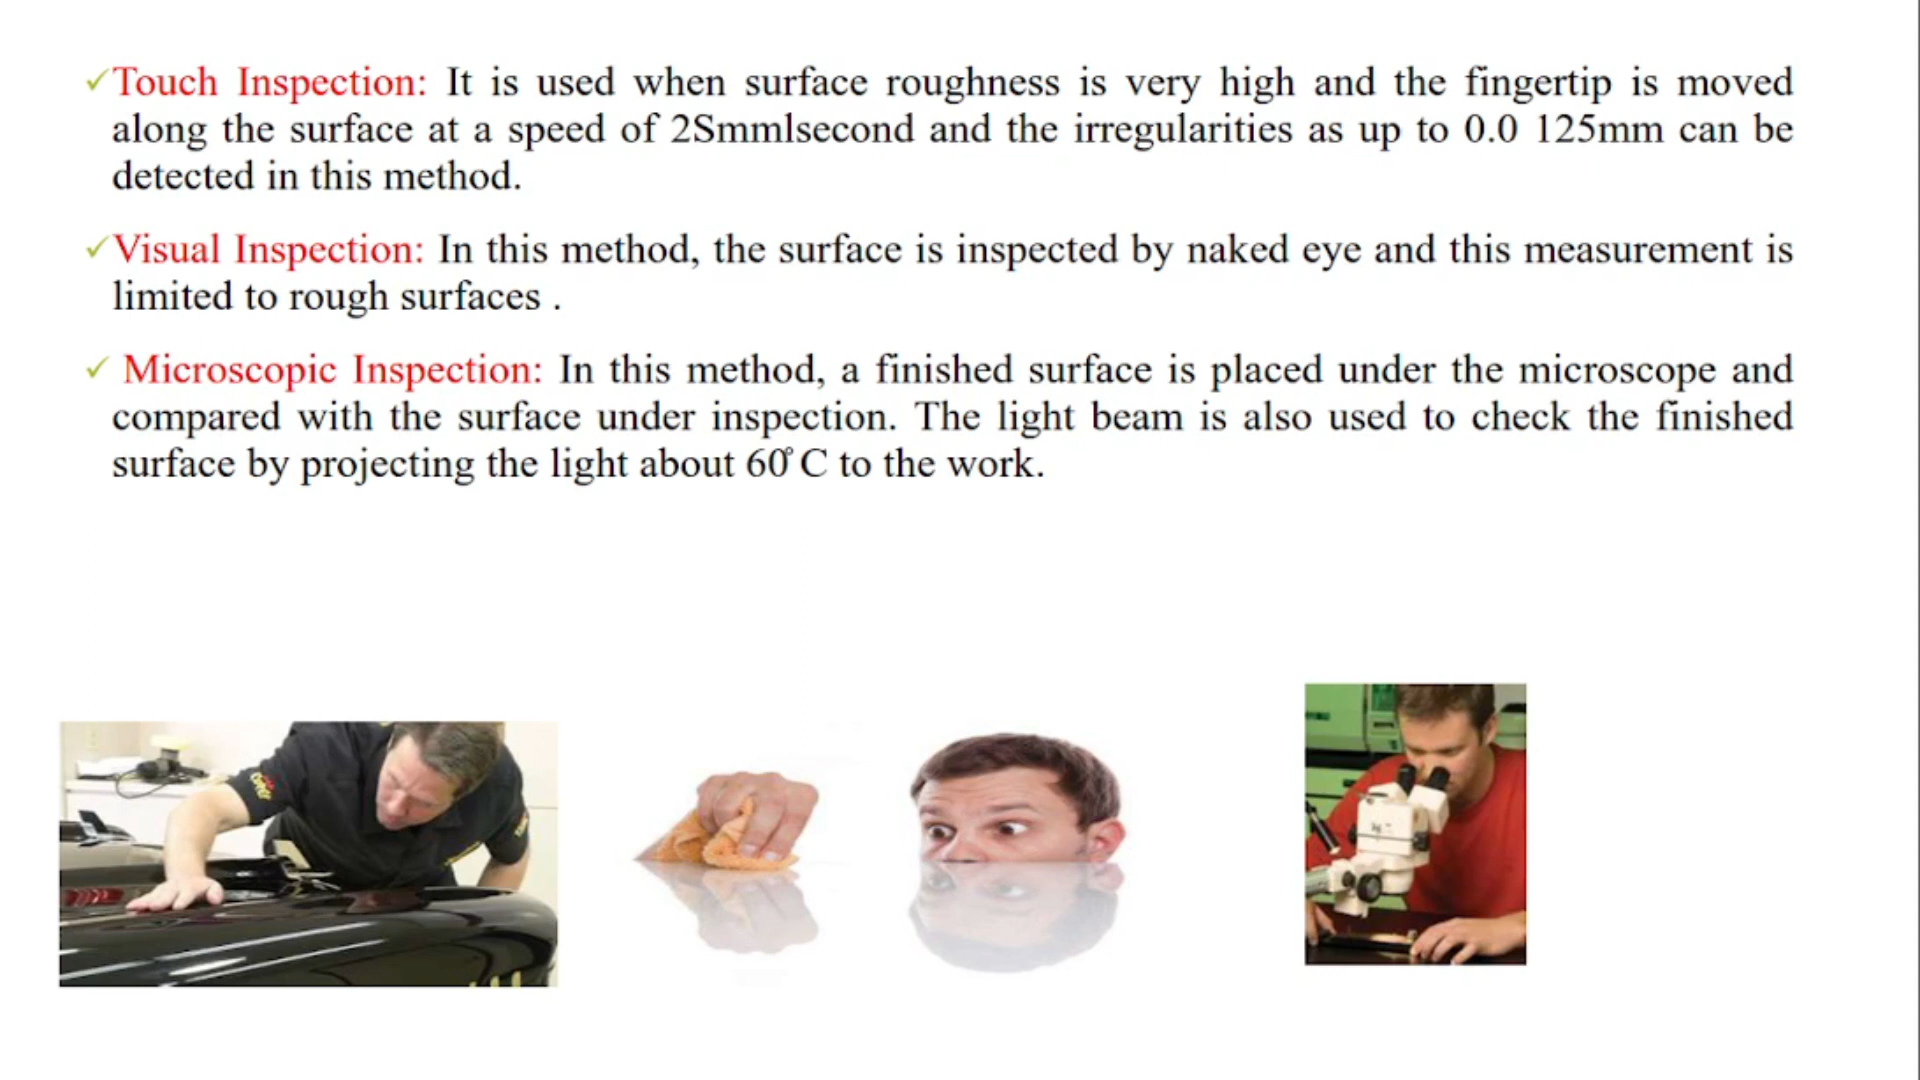 ✓Touch Inspection: It is used when surface roughness is very high and the fingertip is moved
along the surface at a speed of 2Smmlsecond and the irregularities as up to 0.0 125mm can be
detected in this method.
✓Visual Inspection: In this method, the surface is inspected by naked eye and this measurement is
limited to rough surfaces .
✓ Microscopic Inspection: In this method, a finished surface is placed under the microscope and
compared with the surface under inspection. The light beam is also used to check the finished
surface by projecting the light about 60° C to the work.